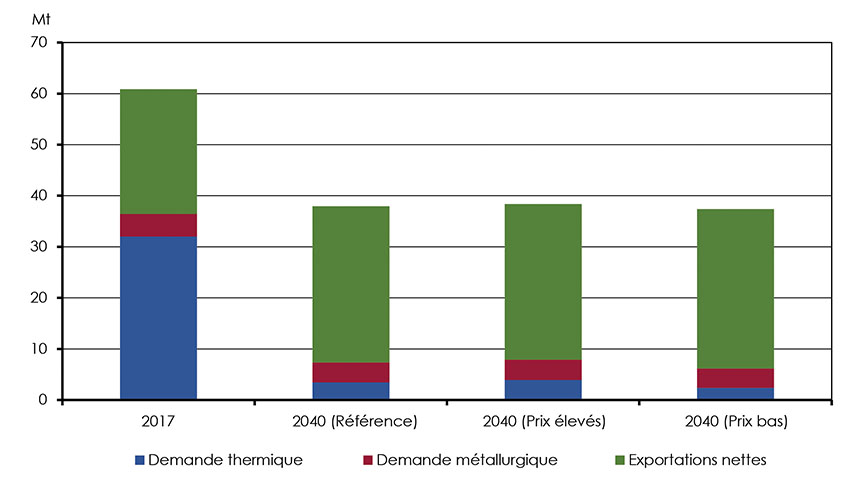 Mt
70
60
50
40
30
20
10
0
2017 2040 (Référence) 2040 (Prix élevés) 2040 (Prix bas)
Demande thermique Demande métallurgique Exportations nettes